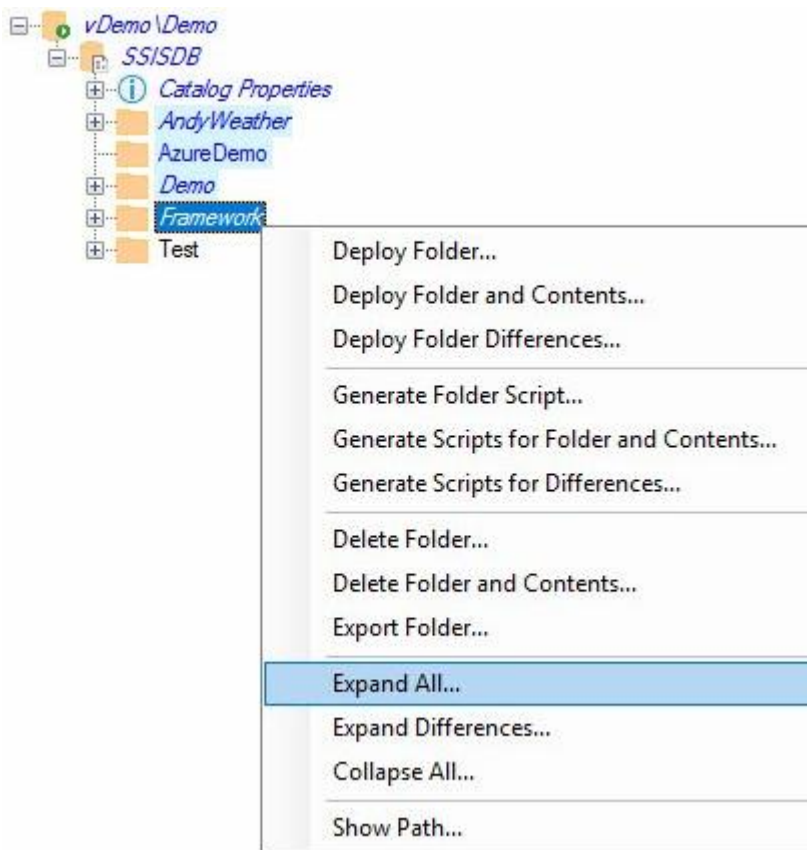 vDemo\Demo
SSISDB
Catalog Properties
AndyWeather
AzureDemo
Demo
Framework
Test
Deploy Folder...
Deploy Folder and Contents...
Deploy Folder Differences...
Generate Folder Script...
Generate Scripts for Folder and Contents...
Generate Scripts for Differences...
Delete Folder...
Delete Folder and Contents...
Export Folder...
Expand All...
Expand Differences...
Collapse All...
Show Path...